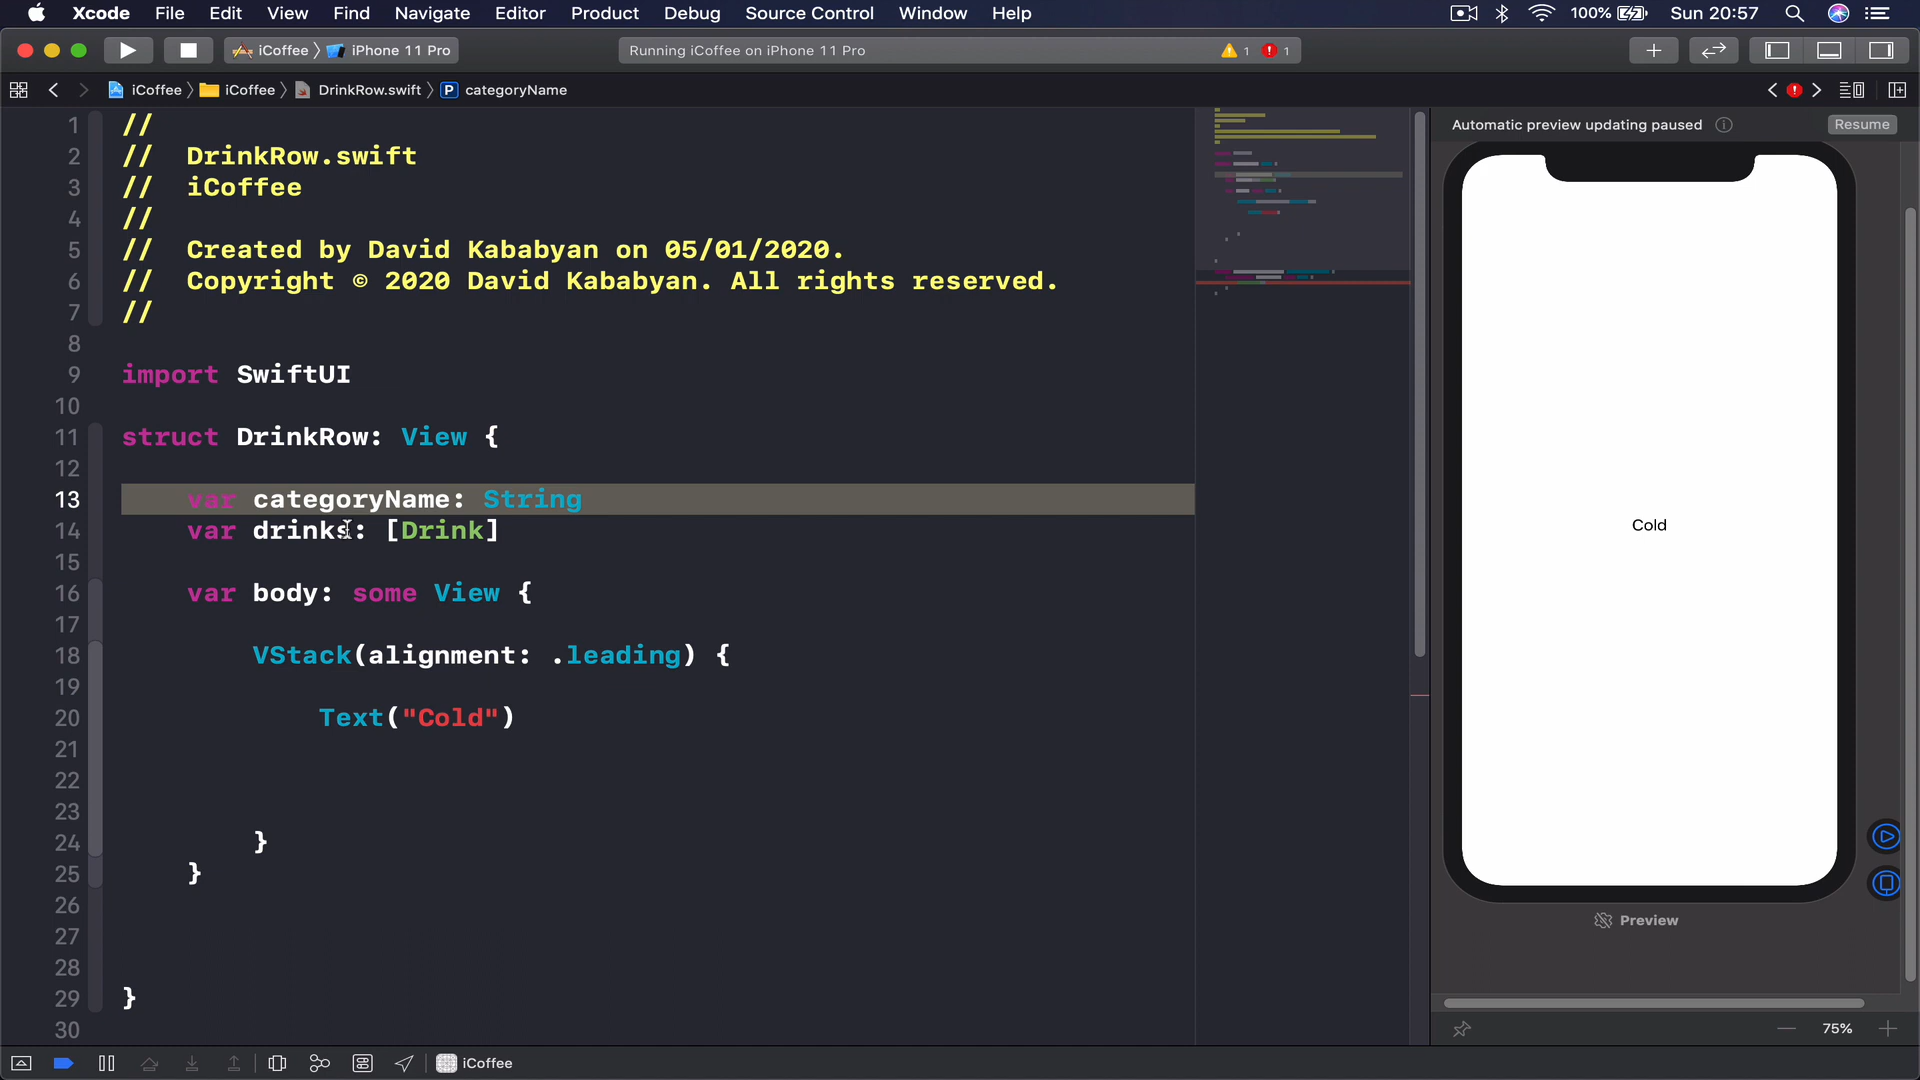 Xcode File Edit View Find Navigate Editor Product Debug Source Control Window Help 100% Sun 20:57
iCoffee iPhone 11 Pro Running iCoffee on iPhone 11 Pro 1 1
iCoffee iCoffee DrinkRow.swift P categoryName
1 //
2 //  DrinkRow.swift
3 //  iCoffee
4 //
5 //  Created by David Kababyan on 05/01/2020.
6 //  Copyright © 2020 David Kababyan. All rights reserved.
7 //
8
9 import SwiftUI
10
11 struct DrinkRow: View {
12
13     var categoryName: String
14     var drinks: [Drink]
15
16     var body: some View {
17
18         VStack(alignment: .leading) {
19
20             Text("Cold")
21
22
23
24         }
25     }
26
27
28
29 }
30
Automatic preview updating paused Resume
Cold
Preview
75%
iCoffee